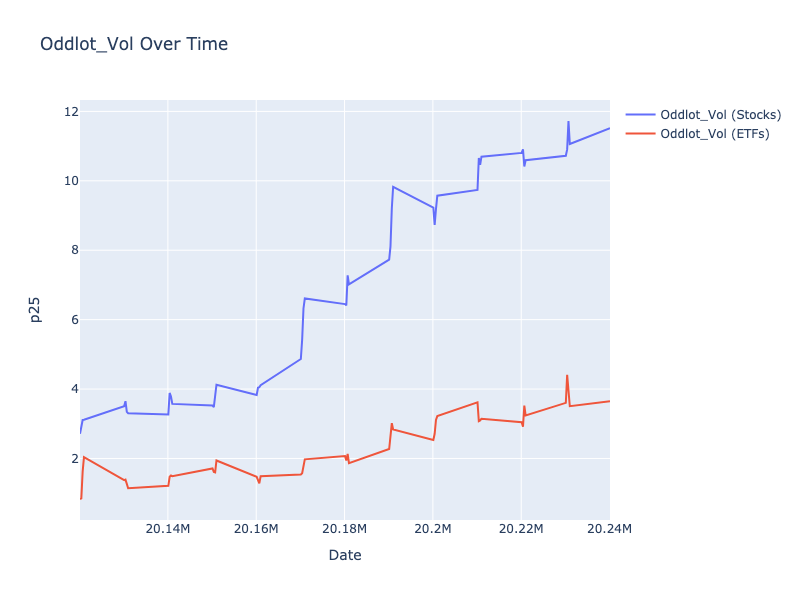 Oddlot_Vol Over Time
Oddlot_Vol (Stocks)
Oddlot_Vol (ETFs)
p25
12
10
8
6
4
2
20.14M
20.16M
20.18M
20.2M
20.22M
20.24M
Date